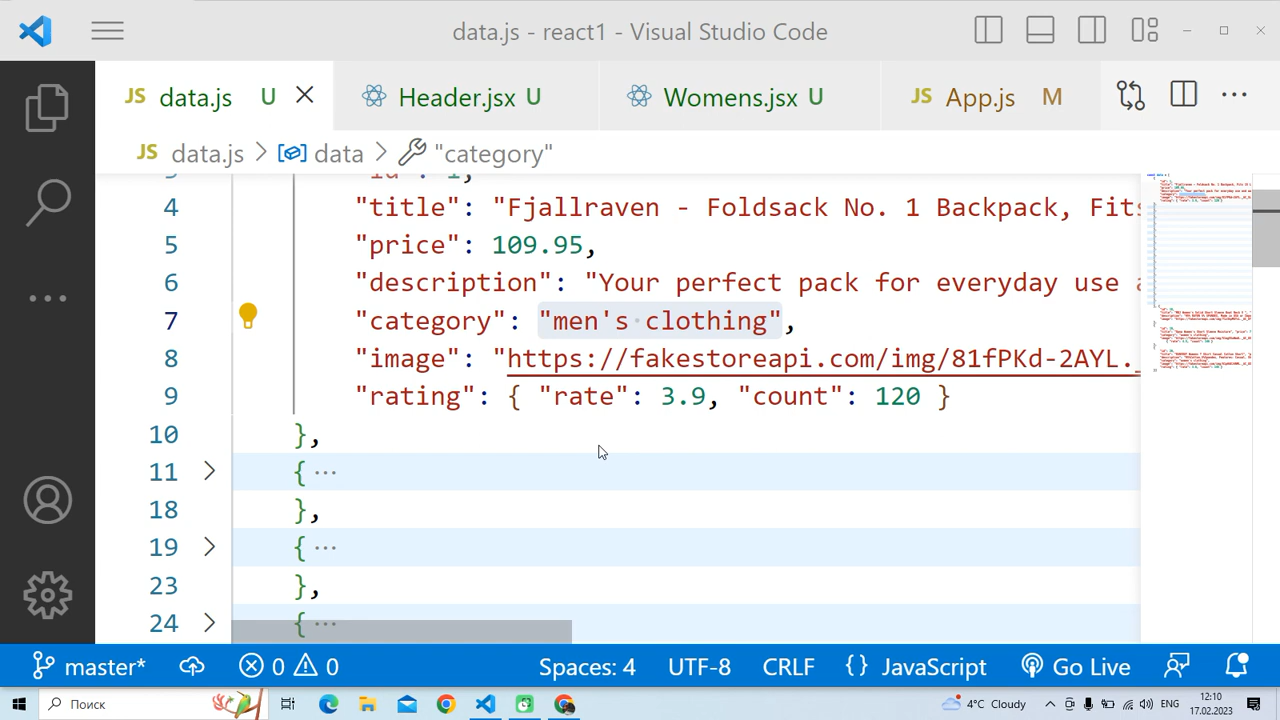 data.js - react1 - Visual Studio Code
JS data.js U Header.jsx U Womens.jsx U JS App.js M
JS data.js > data > "category"
3 "id": 1,
4 "title": "Fjallraven - Foldsack No. 1 Backpack, Fits
5 "price": 109.95,
6 "description": "Your perfect pack for everyday use a
7 "category": "men's clothing",
8 "image": "https://fakestoreapi.com/img/81fPKd-2AYL._
9 "rating": { "rate": 3.9, "count": 120 }
10 },
11 { ···
18 },
19 { ···
23 },
24 { ···
master* 0 0 Spaces: 4 UTF-8 CRLF {} JavaScript Go Live
Поиск 4°C Cloudy ENG 12:10
17.02.2023